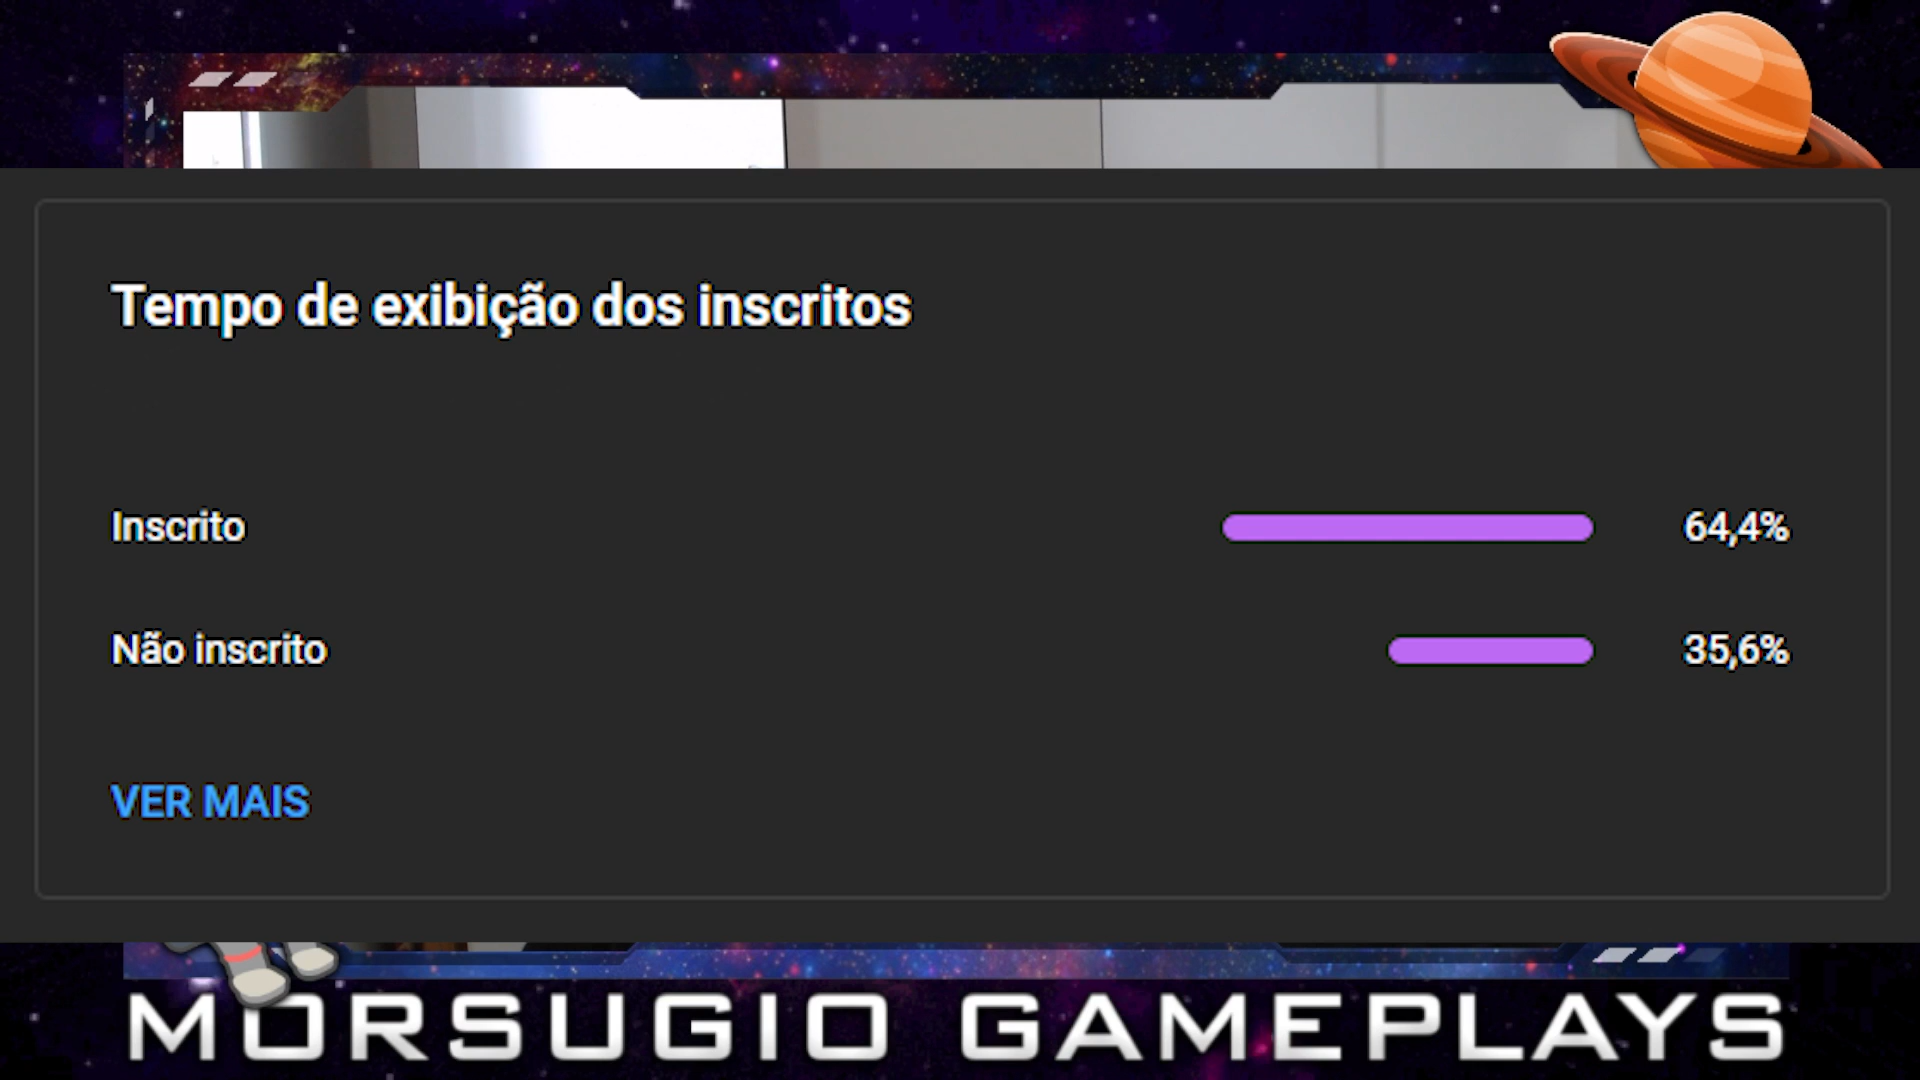 Tempo de exibição dos inscritos
Inscrito 64,4%
Não inscrito 35,6%
VER MAIS
MORSUGIO GAMEPLAYS